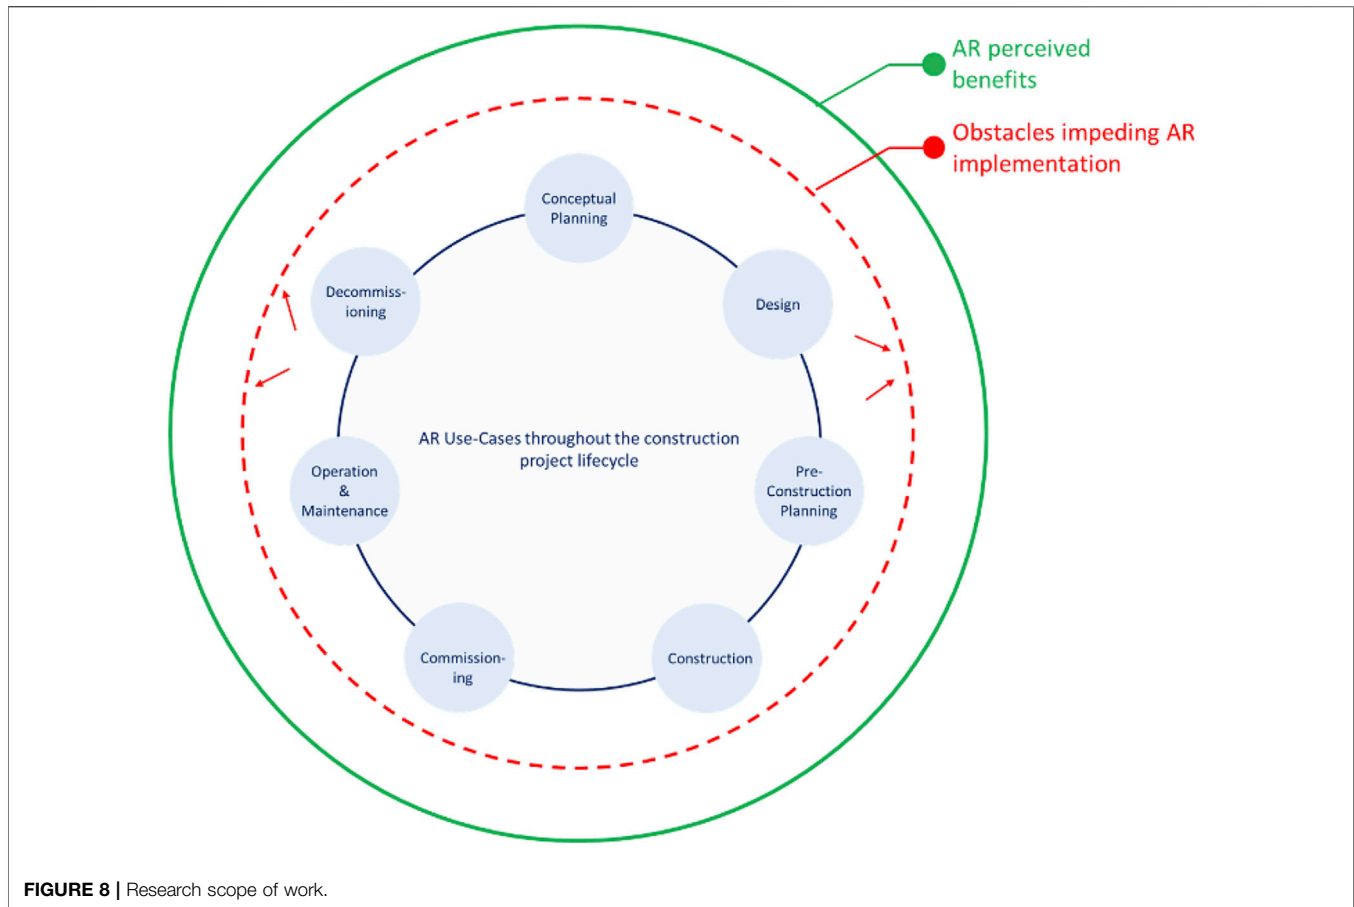 AR perceived
benefits
Obstacles impeding AR
implementation
Conceptual
Planning
Decommiss-
ioning
Design
AR Use-Cases throughout the construction
project lifecycle
Operation
&
Maintenance
Pre-
Construction
Planning
Commission-
ing
Construction
FIGURE 8 | Research scope of work.